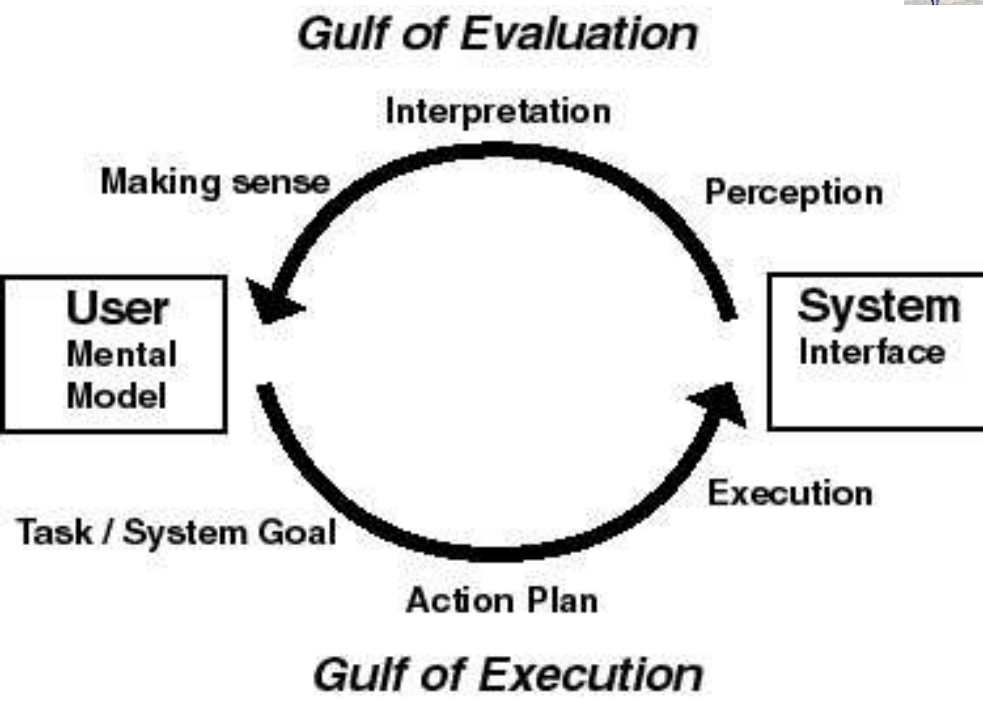 Gulf of Evaluation
Interpretation
Making sense
Perception
User
Mental
Model
System
Interface
Task / System Goal
Execution
Action Plan
Gulf of Execution